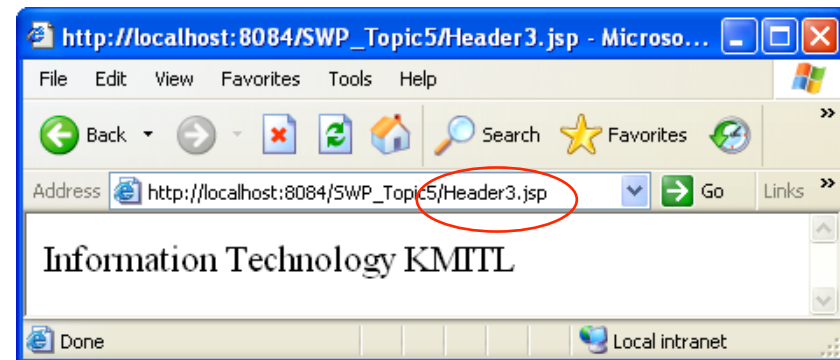 http://localhost:8084/SWP_Topic5/Header3.jsp - Microso...
File Edit View Favorites Tools Help
Back Search Favorites »
Address http://localhost:8084/SWP_Topic5/Header3.jsp Go Links »
Information Technology KMITL
Done Local intranet